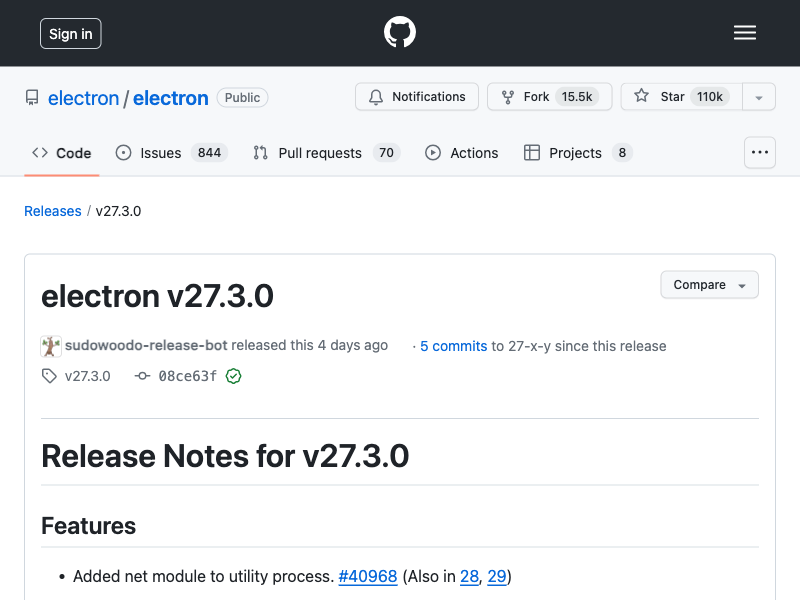 Sign in
electron / electron Public
Notifications Fork 15.5k Star 110k
Code Issues 844 Pull requests 70 Actions Projects 8
Releases / v27.3.0
electron v27.3.0
Compare
sudowoodo-release-bot released this 4 days ago · 5 commits to 27-x-y since this release
v27.3.0 08ce63f
Release Notes for v27.3.0
Features
• Added net module to utility process. #40968 (Also in 28, 29)